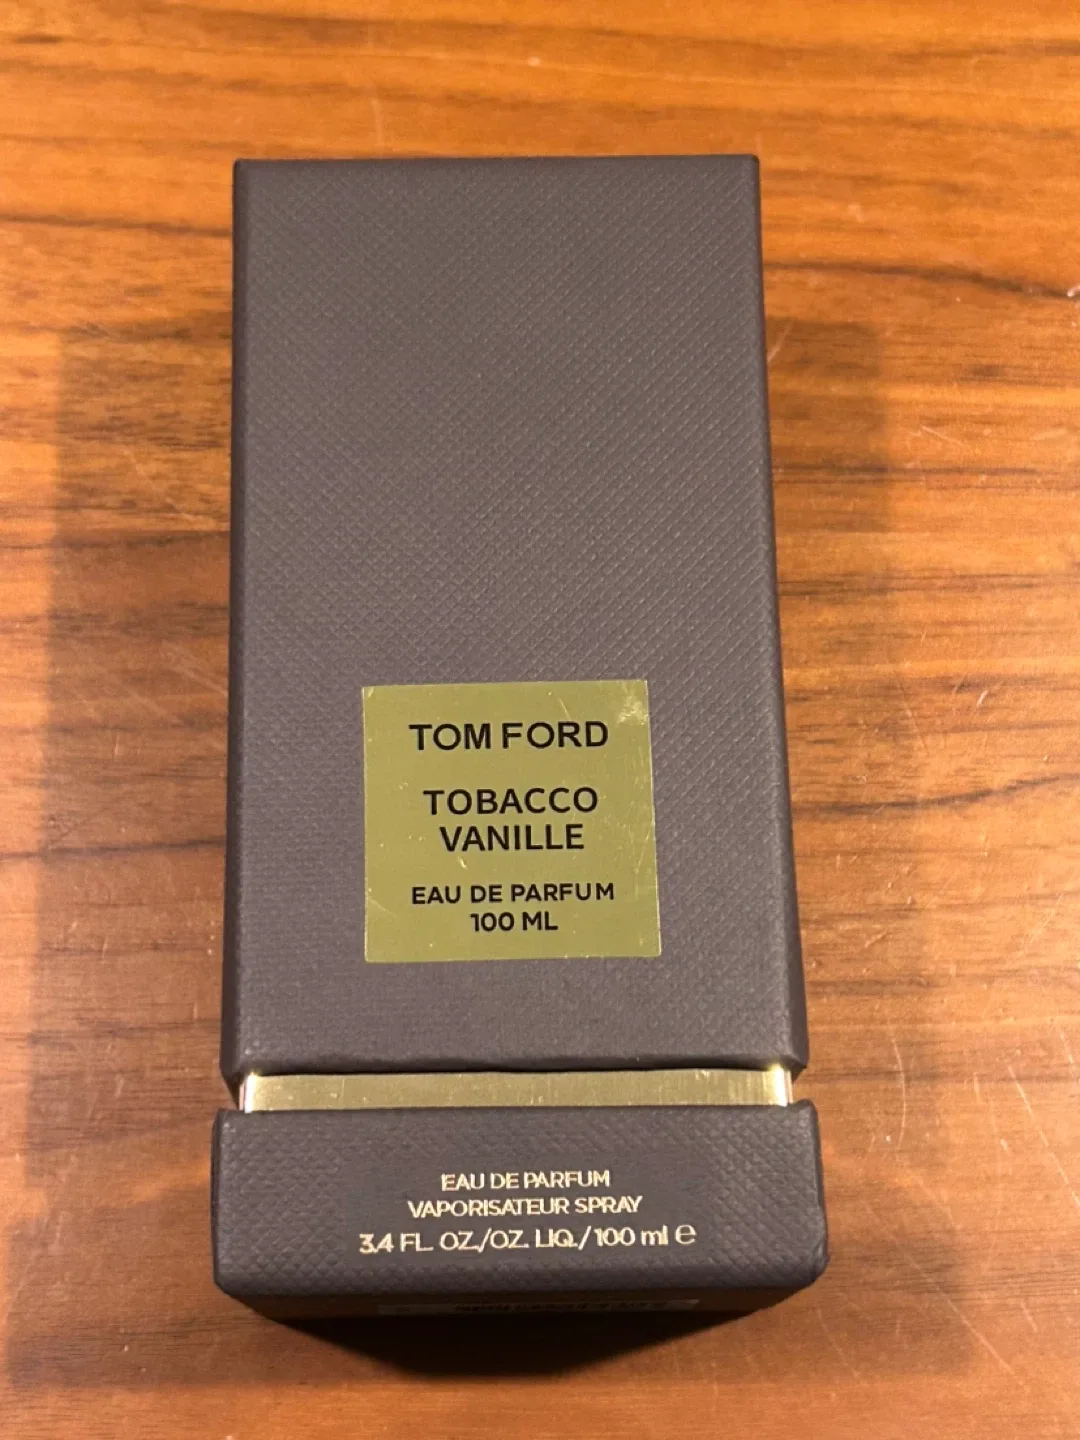 TOM FORD
TOBACCO
VANILLE
EAU DE PARFUM
100 ML
EAU DE PARFUM
VAPORISATEUR SPRAY
3.4 FL. OZ./OZ. LIQ./100 ml ℮